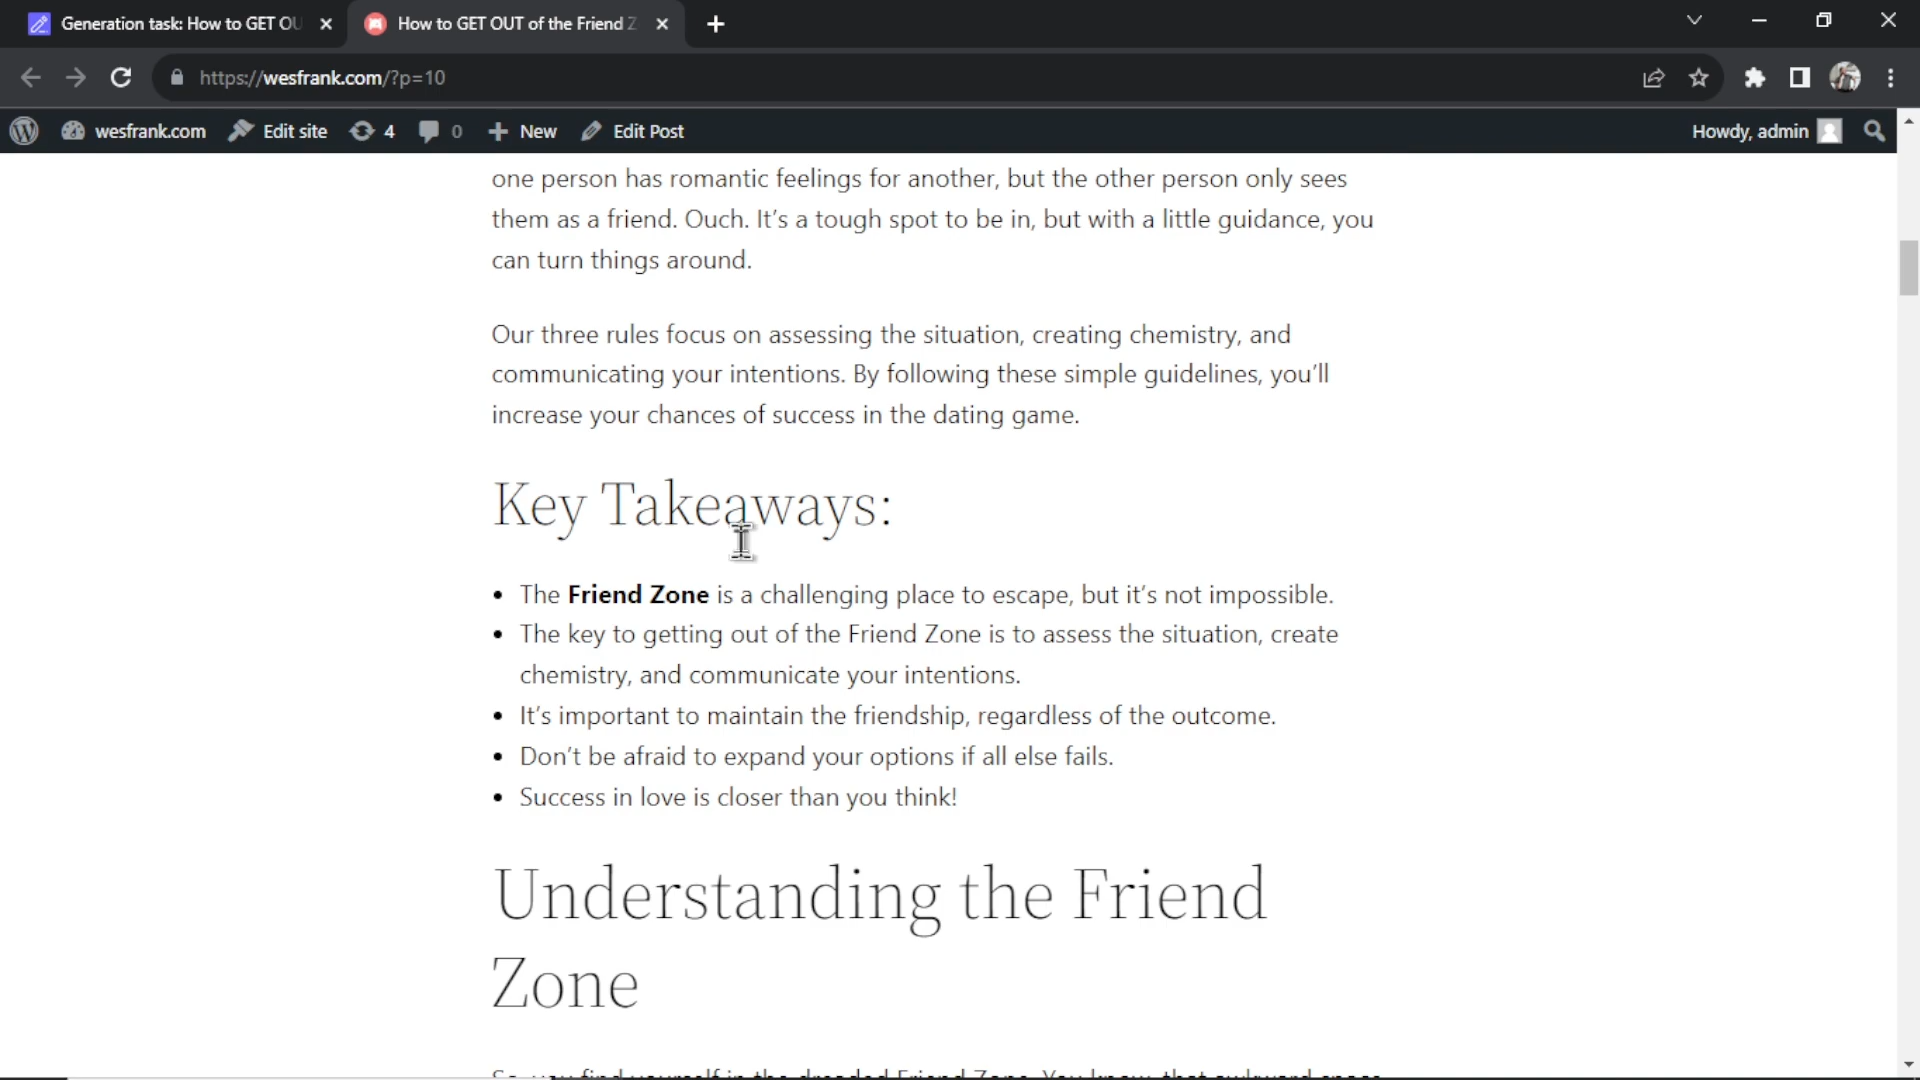 Generation task: How to GET OU
How to GET OUT of the Friend Z
https://wesfrank.com/?p=10
wesfrank.com
Edit site
4
0
New
Edit Post
Howdy, admin
one person has romantic feelings for another, but the other person only sees
them as a friend. Ouch. It’s a tough spot to be in, but with a little guidance, you
can turn things around.
Our three rules focus on assessing the situation, creating chemistry, and
communicating your intentions. By following these simple guidelines, you’ll
increase your chances of success in the dating game.
Key Takeaways:
• The Friend Zone is a challenging place to escape, but it’s not impossible.
• The key to getting out of the Friend Zone is to assess the situation, create
chemistry, and communicate your intentions.
• It’s important to maintain the friendship, regardless of the outcome.
• Don’t be afraid to expand your options if all else fails.
• Success in love is closer than you think!
Understanding the Friend
Zone